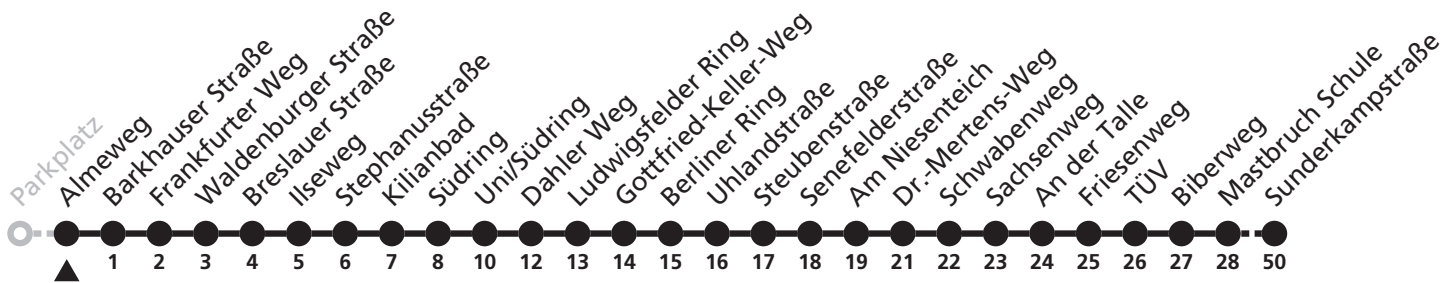 Parkplatz
Almeweg
Barkhauser Straße
Frankfurter Weg
Waldenburger Straße
Breslauer Straße
Ilseweg
Stephanusstraße
Kilianbad
Südring
Uni/Südring
Dahler Weg
Ludwigsfelder Ring
Gottfried-Keller-Weg
Berliner Ring
Uhlandstraße
Steubenstraße
Senefelderstraße
Am Niesenteich
Dr.-Mertens-Weg
Schwabenweg
Sachsenweg
An der Talle
Friesenweg
TÜV
Biberweg
Mastbruch Schule
Sunderkampstraße
1 2 3 4 5 6 7 8 10 12 13 14 15 16 17 18 19 21 22 23 24 25 26 27 28 50